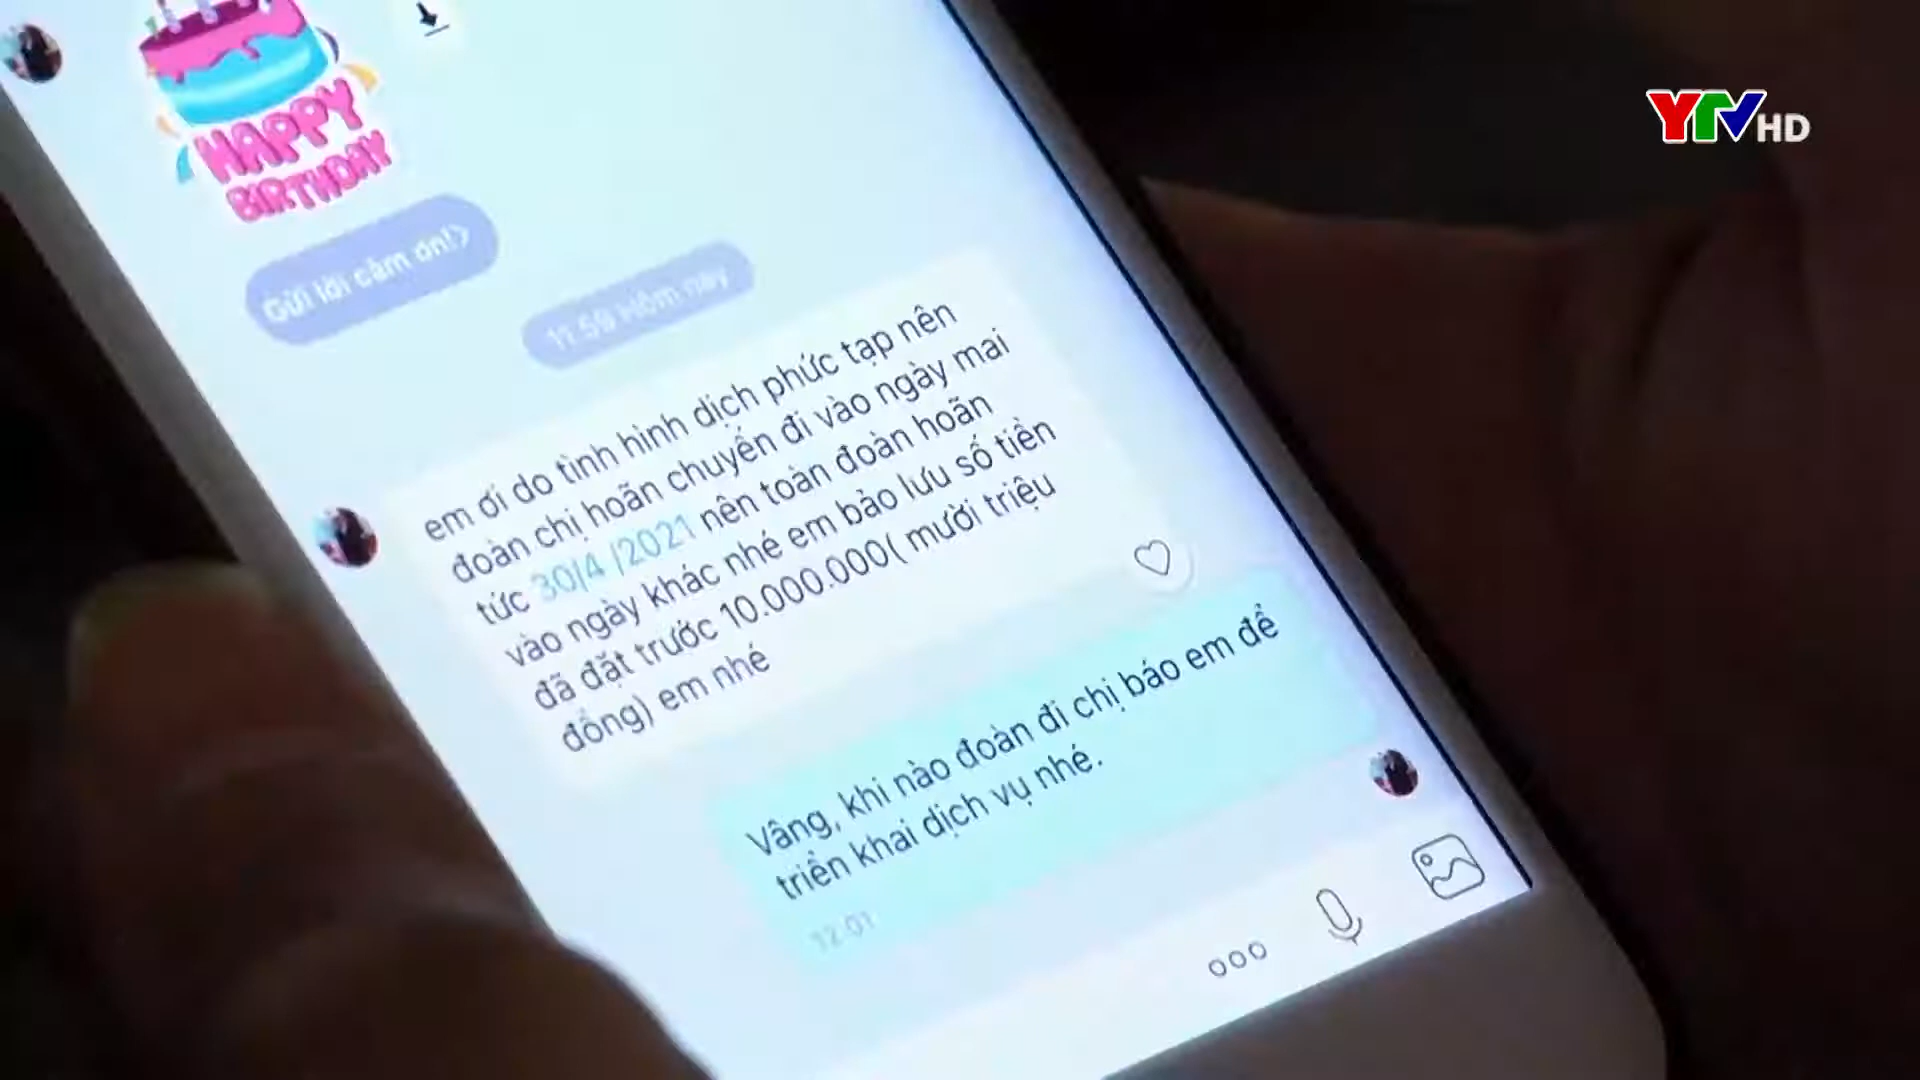 HAPPY
BIRTHDAY
YTV HD
Gửi lời cảm ơn!
11:59 Hôm nay
em ơi do tình hình dịch phức tạp nên
đoàn chị hoãn chuyến đi vào ngày mai
tức 30/4 /2021 nên toàn đoàn hoãn
vào ngày khác nhé em bảo lưu số tiền
đã đặt trước 10.000.000( mười triệu
đồng) em nhé
Vâng, khi nào đoàn đi chị báo em để
triển khai dịch vụ nhé.
12:01